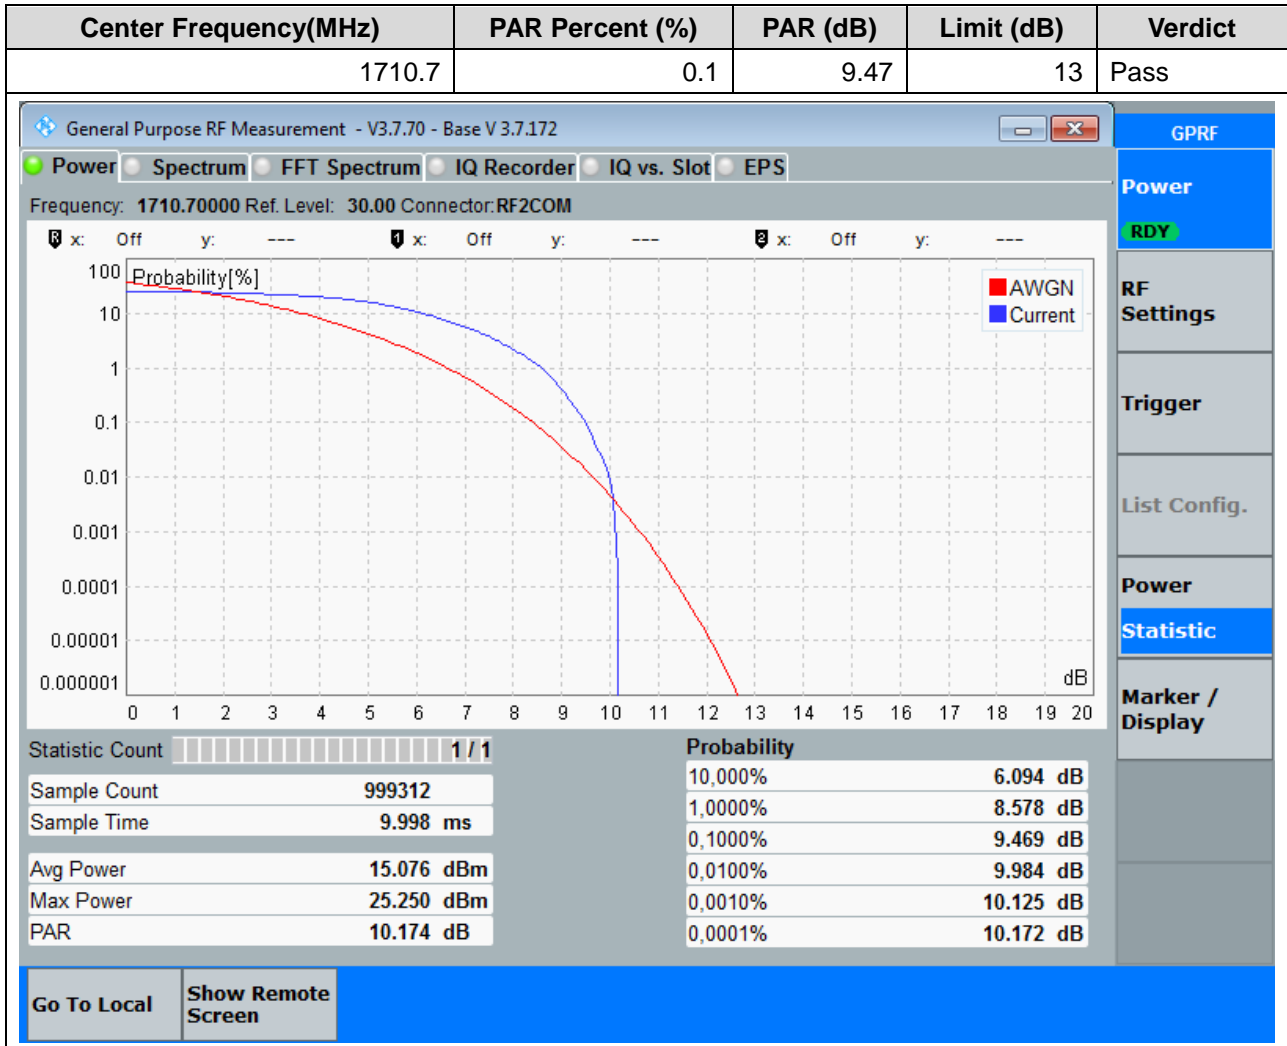 Center Frequency(MHz) PAR Percent (%) PAR (dB) Limit (dB) Verdict
1710.7 0.1 9.47 13 Pass
General Purpose RF Measurement - V3.7.70 - Base V 3.7.172
GPRF
Power Spectrum FFT Spectrum IQ Recorder IQ vs. Slot EPS
Frequency: 1710.70000 Ref. Level: 30.00 Connector:RF2COM
R x: Off y: --- 1 x: Off y: --- 2 x: Off y: ---
Probability[%]
AWGN
Current
100
10
1
0.1
0.01
0.001
0.0001
0.00001
0.000001
dB
0 1 2 3 4 5 6 7 8 9 10 11 12 13 14 15 16 17 18 19 20
Statistic Count 1 / 1
Sample Count 999312
Sample Time 9.998 ms
Avg Power 15.076 dBm
Max Power 25.250 dBm
PAR 10.174 dB
Probability
10,000% 6.094 dB
1,0000% 8.578 dB
0,1000% 9.469 dB
0,0100% 9.984 dB
0,0010% 10.125 dB
0,0001% 10.172 dB
Power
RDY
RF
Settings
Trigger
List Config.
Power
Statistic
Marker /
Display
Go To Local
Show Remote
Screen